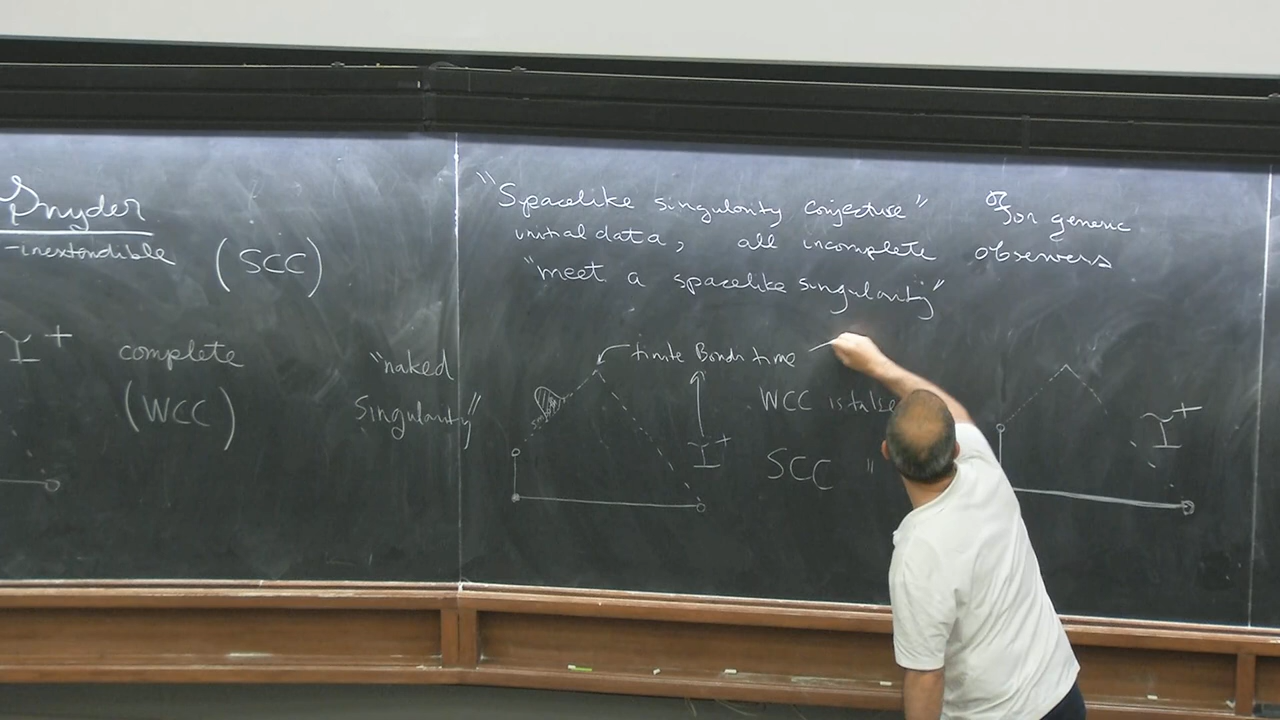 Snyder
-inextendible (SCC)
I+ complete
(WCC)
"naked
singularity"
"Spacelike singularity conjecture" for generic
initial data, all incomplete observers
"meet a spacelike singularity"
finite Bondi time
I+
WCC is false
SCC "
I+